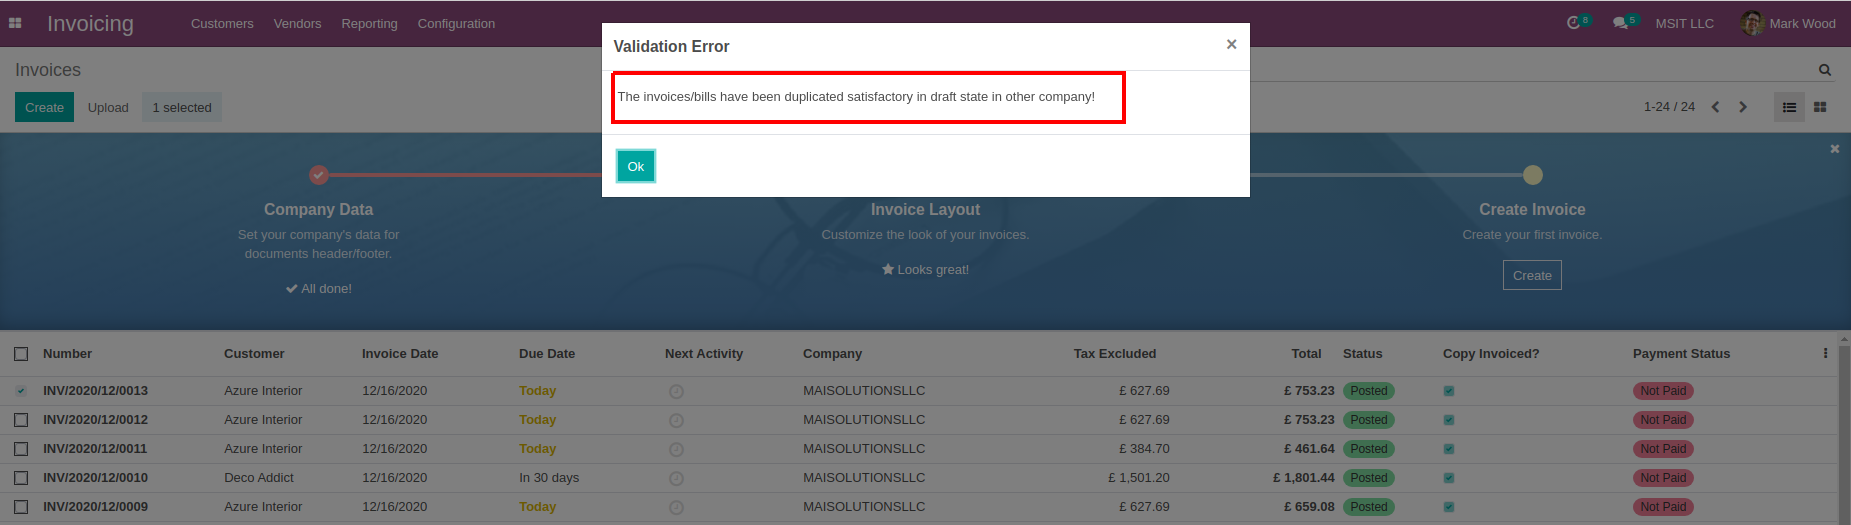 Invoicing Customers Vendors Reporting Configuration 8 5 MSIT LLC Mark Wood
Validation Error ×
Invoices
The invoices/bills have been duplicated satisfactory in draft state in other company!
Create Upload 1 selected 1-24 / 24
Ok
Company Data Invoice Layout Create Invoice
Set your company's data for Customize the look of your invoices. Create your first invoice.
documents header/footer.
Looks great! Create
All done!
Number Customer Invoice Date Due Date Next Activity Company Tax Excluded Total Status Copy Invoiced? Payment Status
INV/2020/12/0013 Azure Interior 12/16/2020 Today MAISOLUTIONSLLC £ 627.69 £ 753.23 Posted Not Paid
INV/2020/12/0012 Azure Interior 12/16/2020 Today MAISOLUTIONSLLC £ 627.69 £ 753.23 Posted Not Paid
INV/2020/12/0011 Azure Interior 12/16/2020 Today MAISOLUTIONSLLC £ 384.70 £ 461.64 Posted Not Paid
INV/2020/12/0010 Deco Addict 12/16/2020 In 30 days MAISOLUTIONSLLC £ 1,501.20 £ 1,801.44 Posted Not Paid
INV/2020/12/0009 Azure Interior 12/16/2020 Today MAISOLUTIONSLLC £ 627.69 £ 659.08 Posted Not Paid